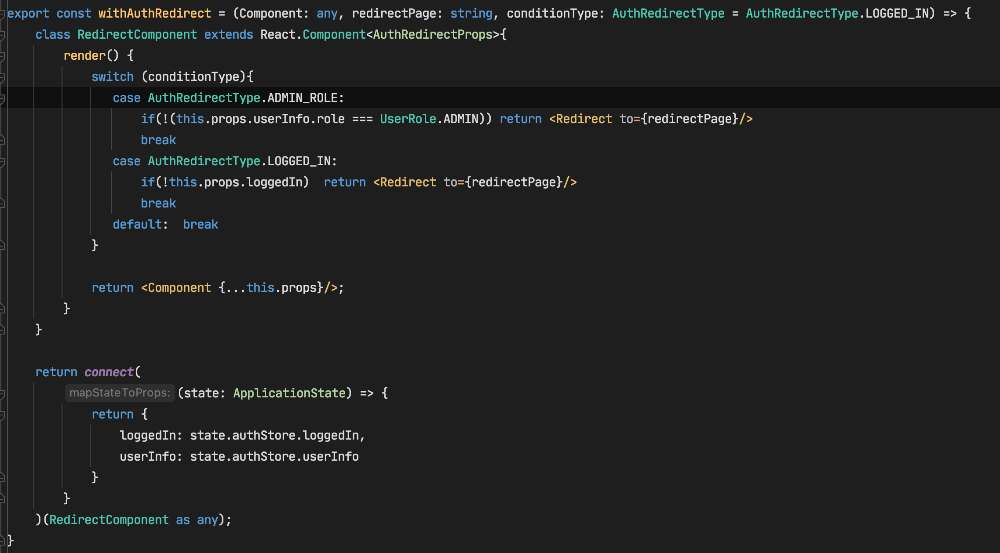 export const withAuthRedirect = (Component: any, redirectPage: string, conditionType: AuthRedirectType = AuthRedirectType.LOGGED_IN) => {
    class RedirectComponent extends React.Component<AuthRedirectProps>{
        render() {
            switch (conditionType){
               case AuthRedirectType.ADMIN_ROLE:
                   if(!(this.props.userInfo.role === UserRole.ADMIN)) return <Redirect to={redirectPage}/>
                   break
               case AuthRedirectType.LOGGED_IN:
                   if(!this.props.loggedIn)  return <Redirect to={redirectPage}/>
                   break
               default:  break
            }

            return <Component {...this.props}/>;
        }
    }

    return connect(
        mapStateToProps: (state: ApplicationState) => {
            return {
                loggedIn: state.authStore.loggedIn,
                userInfo: state.authStore.userInfo
            }
        }
    )(RedirectComponent as any);
}